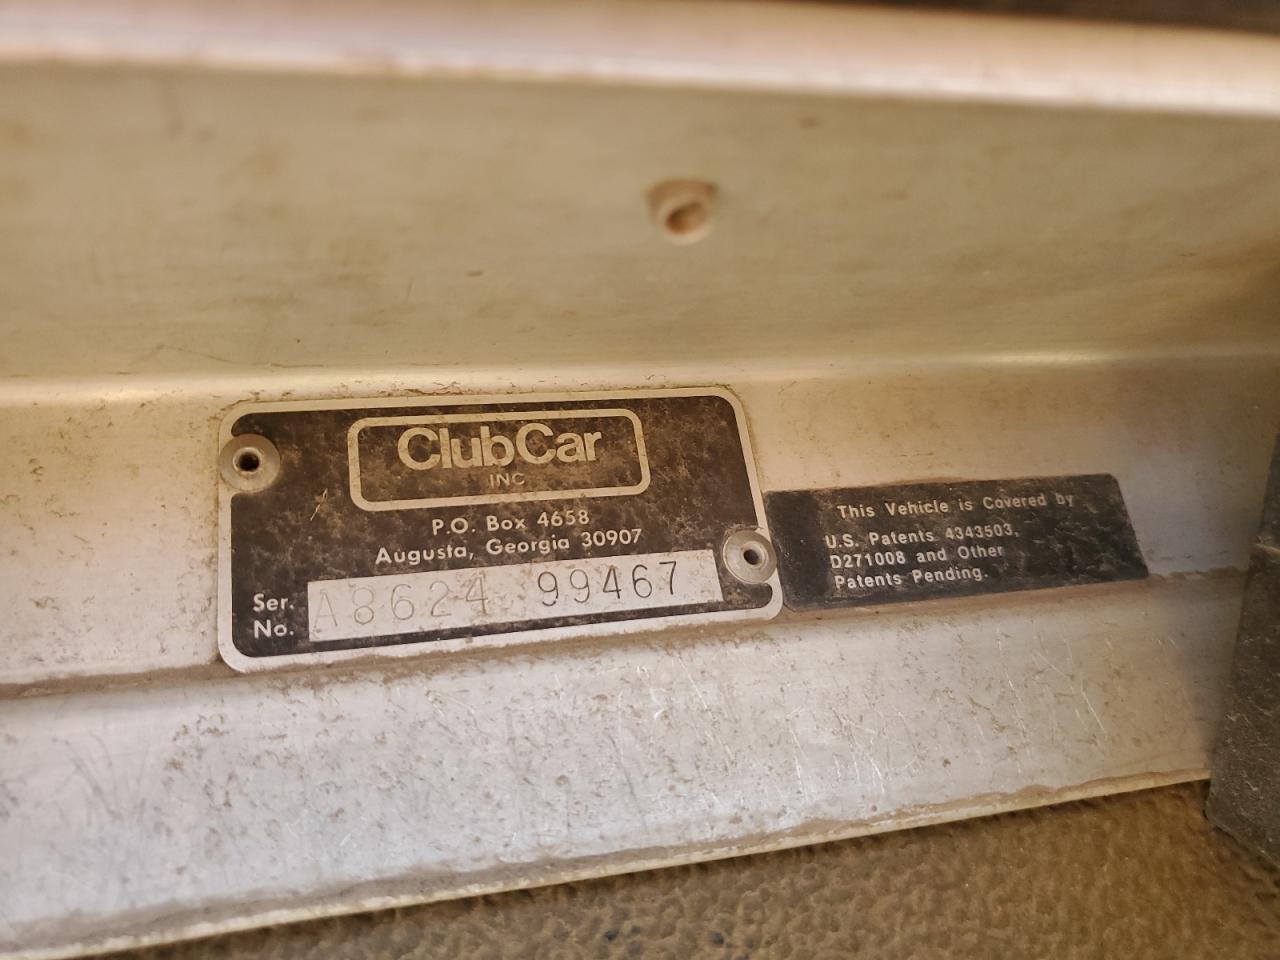 ClubCar
INC
P.O. Box 4658
Augusta, Georgia 30907
Ser. No. A8624 99467
This Vehicle is Covered by
U.S. Patents 4343503,
D271008 and Other
Patents Pending.